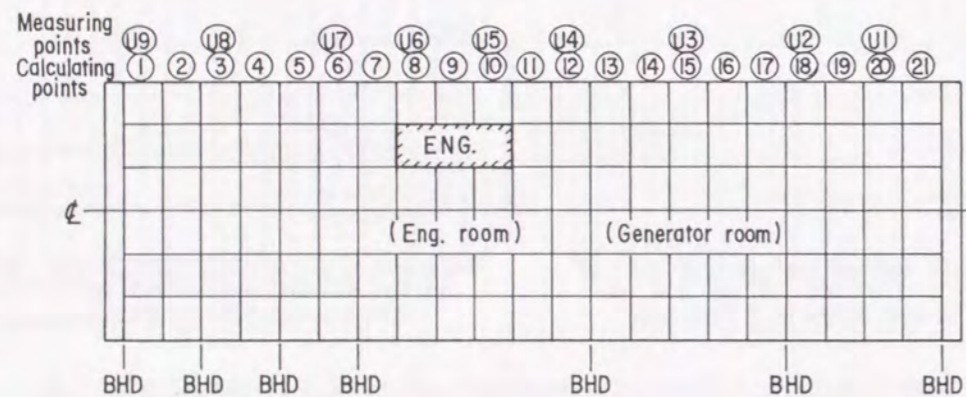 Measuring points U9 U8 U7 U6 U5 U4 U3 U2 U1
Calculating points 1 2 3 4 5 6 7 8 9 10 11 12 13 14 15 16 17 18 19 20 21
ENG.
℄
(Eng. room) (Generator room)
BHD BHD BHD BHD BHD BHD BHD